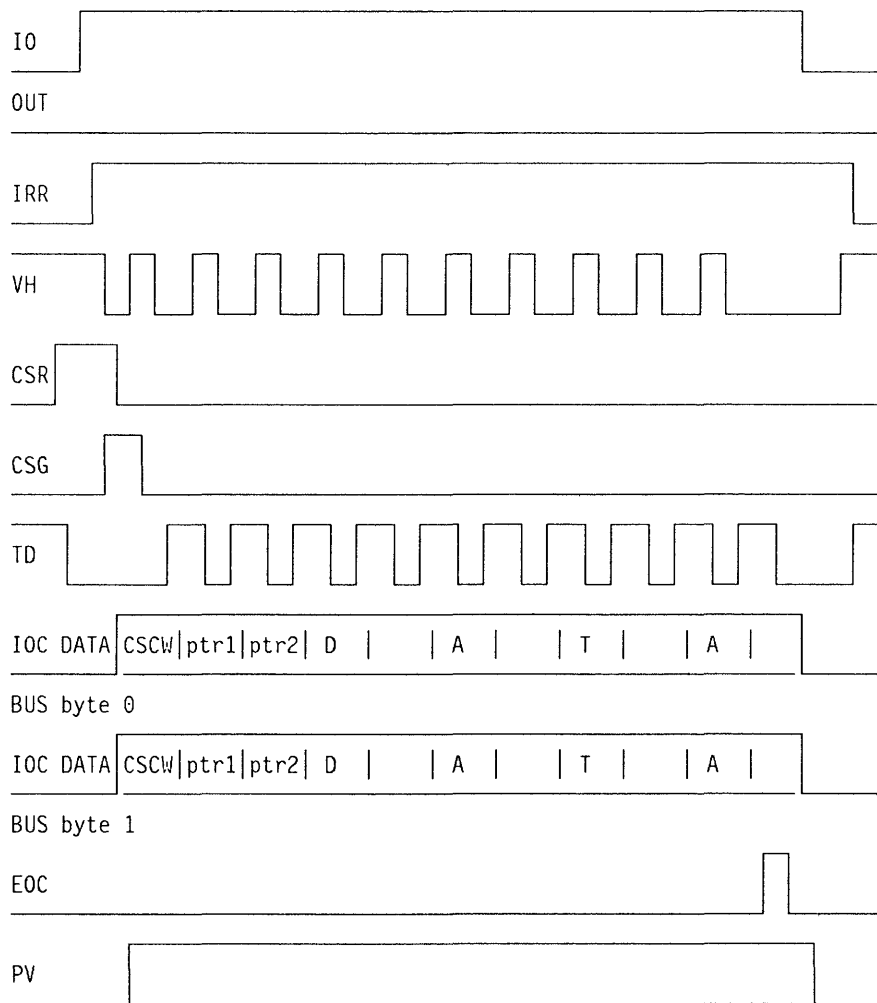 IO
OUT
IRR
VH
CSR
CSG
TD
IOC DATA CSCW|ptr1|ptr2| D | | A | | T | | A |
BUS byte 0
IOC DATA CSCW|ptr1|ptr2| D | | A | | T | | A |
BUS byte 1
EOC
PV